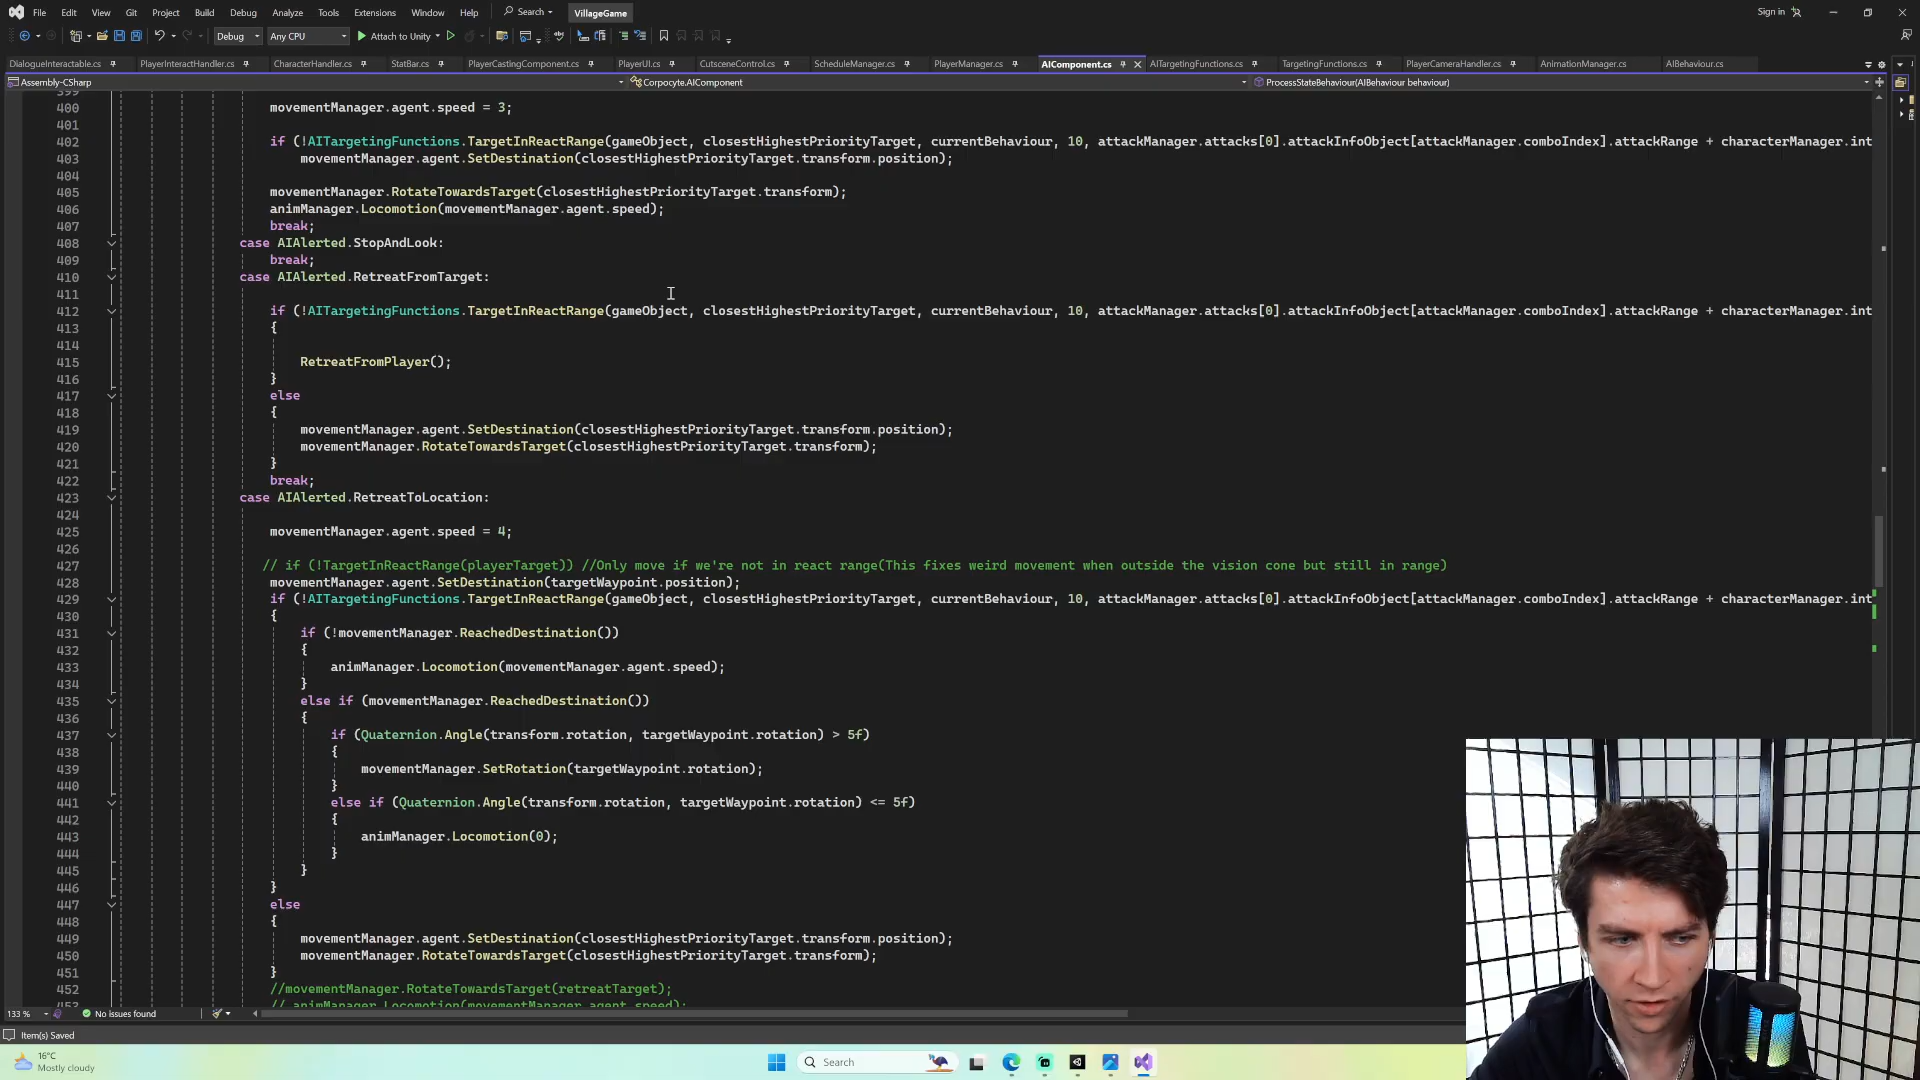 File Edit View Git Project Build Debug Analyze Tools Extensions Window Help Search VillageGame Sign in
Debug Any CPU Attach to Unity
DialogueInteractable.cs PlayerInteractHandler.cs CharacterHandler.cs StatBar.cs PlayerCastingComponent.cs PlayerUI.cs CutsceneControl.cs ScheduleManager.cs PlayerManager.cs AIComponent.cs AITargetingFunctions.cs TargetingFunctions.cs PlayerCameraHandler.cs AnimationManager.cs AIBehaviour.cs
Assembly-CSharp Corpocyte.AIComponent ProcessStateBehaviour(AIBehaviour behaviour)
399
400 movementManager.agent.speed = 3;
401
402 if (!AITargetingFunctions.TargetInReactRange(gameObject, closestHighestPriorityTarget, currentBehaviour, 10, attackManager.attacks[0].attackInfoObject[attackManager.comboIndex].attackRange + characterManager.int
403 movementManager.agent.SetDestination(closestHighestPriorityTarget.transform.position);
404
405 movementManager.RotateTowardsTarget(closestHighestPriorityTarget.transform);
406 animManager.Locomotion(movementManager.agent.speed);
407 break;
408 case AIAlerted.StopAndLook:
409 break;
410 case AIAlerted.RetreatFromTarget:
411
412 if (!AITargetingFunctions.TargetInReactRange(gameObject, closestHighestPriorityTarget, currentBehaviour, 10, attackManager.attacks[0].attackInfoObject[attackManager.comboIndex].attackRange + characterManager.int
413 {
414
415 RetreatFromPlayer();
416 }
417 else
418 {
419 movementManager.agent.SetDestination(closestHighestPriorityTarget.transform.position);
420 movementManager.RotateTowardsTarget(closestHighestPriorityTarget.transform);
421 }
422 break;
423 case AIAlerted.RetreatToLocation:
424
425 movementManager.agent.speed = 4;
426
427 // if (!TargetInReactRange(playerTarget)) //Only move if we're not in react range(This fixes weird movement when outside the vision cone but still in range)
428 movementManager.agent.SetDestination(targetWaypoint.position);
429 if (!AITargetingFunctions.TargetInReactRange(gameObject, closestHighestPriorityTarget, currentBehaviour, 10, attackManager.attacks[0].attackInfoObject[attackManager.comboIndex].attackRange + characterManager.int
430 {
431 if (!movementManager.ReachedDestination())
432 {
433 animManager.Locomotion(movementManager.agent.speed);
434 }
435 else if (movementManager.ReachedDestination())
436 {
437 if (Quaternion.Angle(transform.rotation, targetWaypoint.rotation) > 5f)
438 {
439 movementManager.SetRotation(targetWaypoint.rotation);
440 }
441 else if (Quaternion.Angle(transform.rotation, targetWaypoint.rotation) <= 5f)
442 {
443 animManager.Locomotion(0);
444 }
445 }
446 }
447 else
448 {
449 movementManager.agent.SetDestination(closestHighestPriorityTarget.transform.position);
450 movementManager.RotateTowardsTarget(closestHighestPriorityTarget.transform);
451 }
452 //movementManager.RotateTowardsTarget(retreatTarget);
453 // animManager.Locomotion(movementManager.agent.speed);
133 % No issues found
Item(s) Saved
16°C
Mostly cloudy
Search